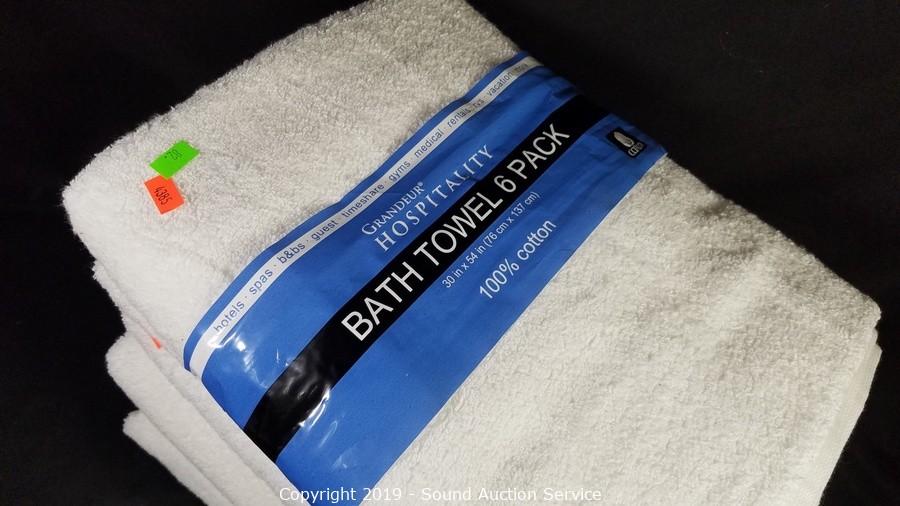 hotels · spas · b&bs · guest · timeshare · gyms · medical · rentals · rvs · vacation
GRANDEUR®
HOSPITALITY
BATH TOWEL 6 PACK
30 in x 54 in (76 cm x 137 cm)
100% cotton
4385
Copyright 2019 - Sound Auction Service